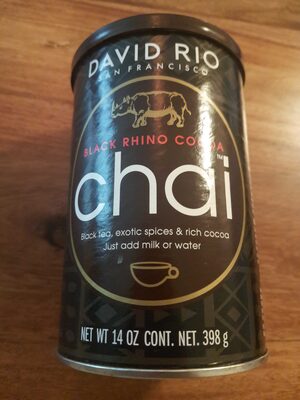 DAVID RIO
SAN FRANCISCO
BLACK RHINO COCOA
chai™
Black tea, exotic spices & rich cocoa
Just add milk or water
NET WT 14 OZ CONT. NET. 398 g